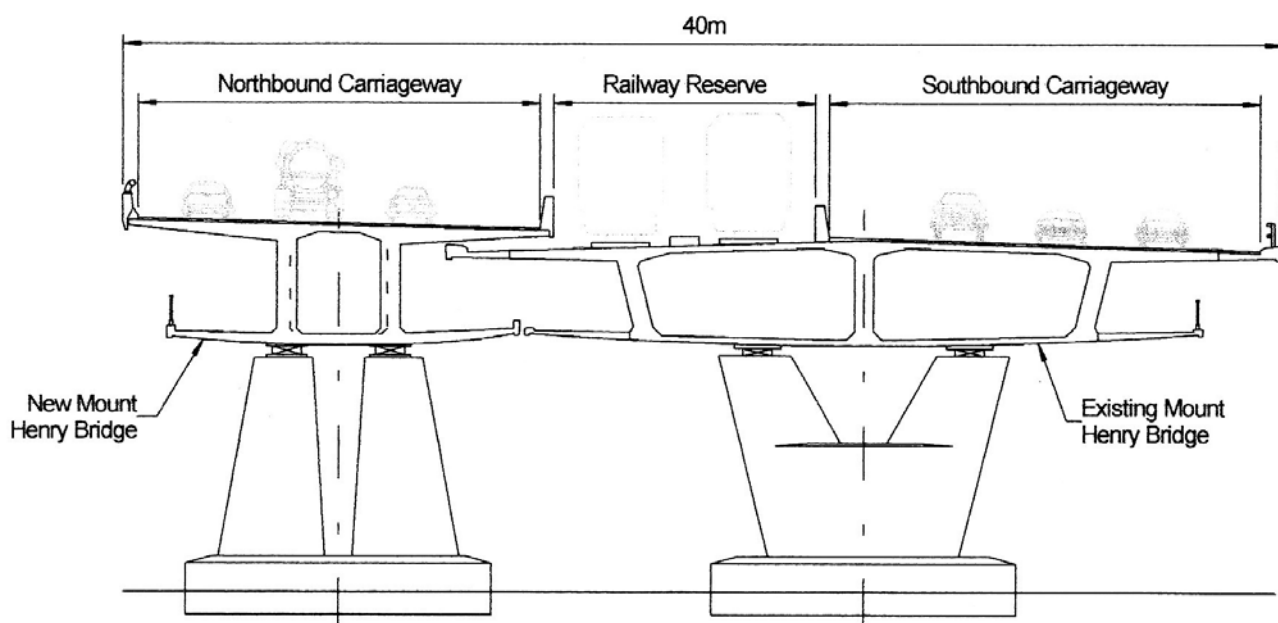 40m
Northbound Carriageway
Railway Reserve
Southbound Carriageway
New Mount
Henry Bridge
Existing Mount
Henry Bridge